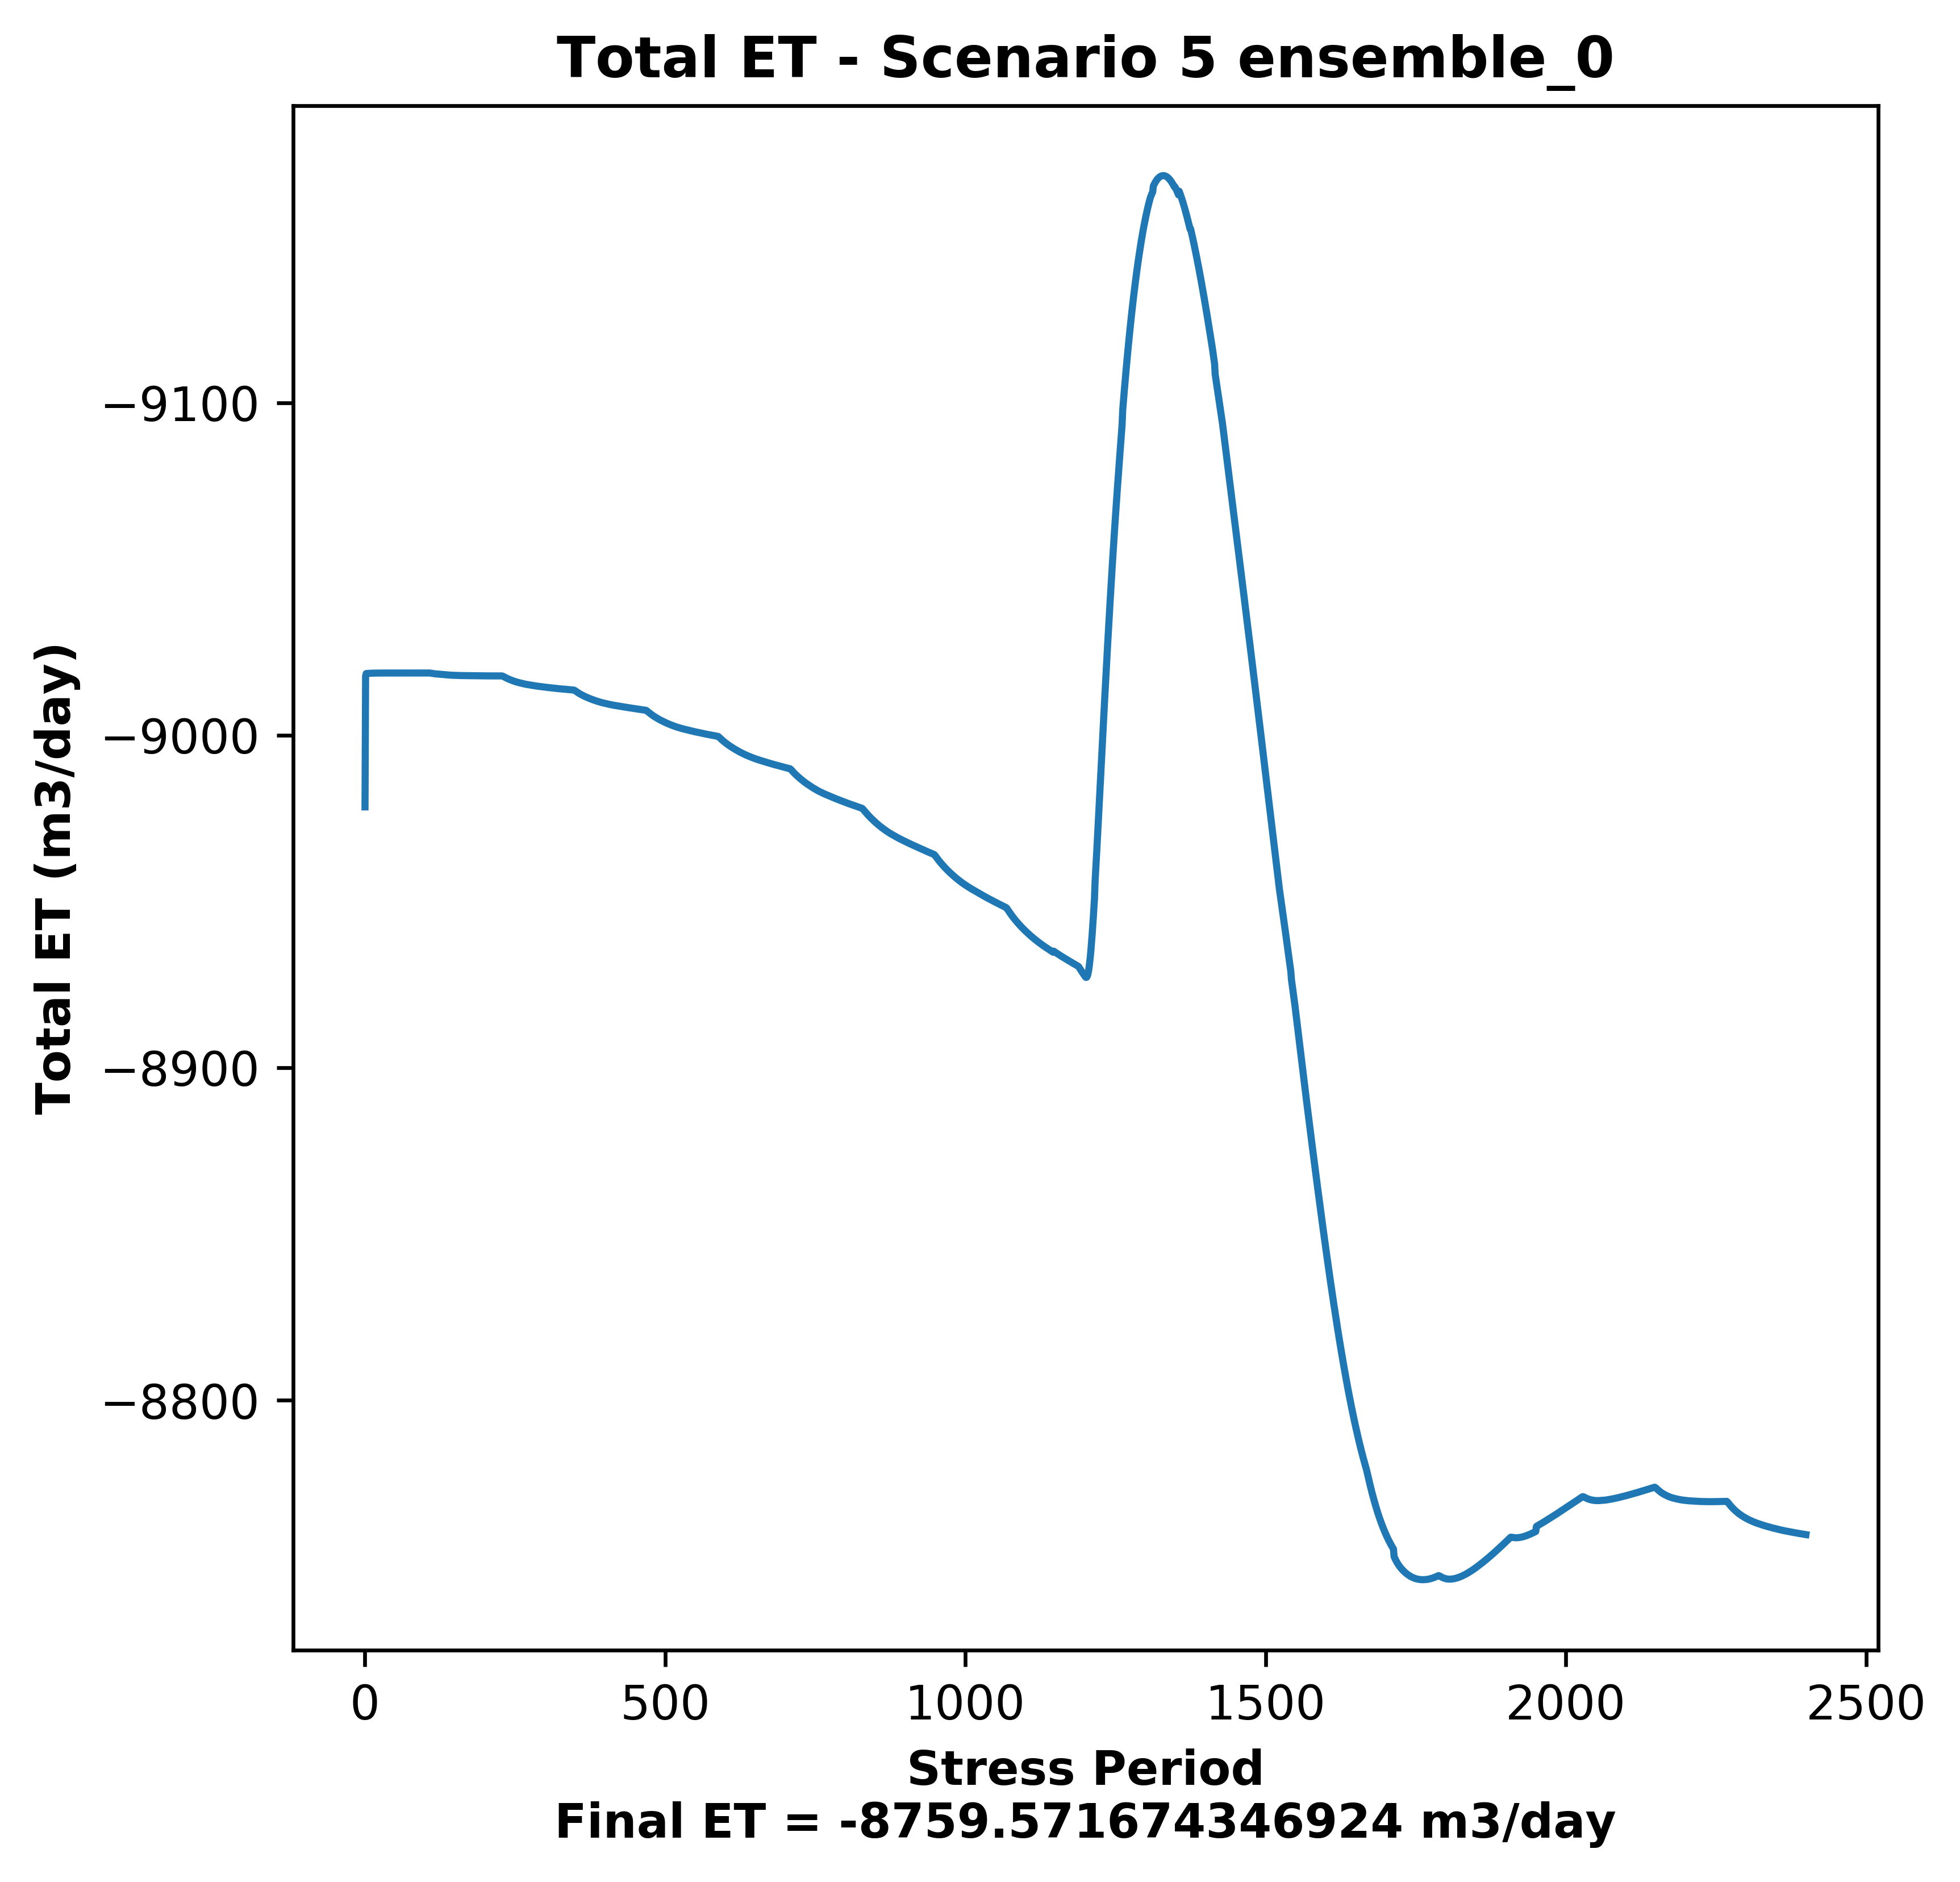 Total ET - Scenario 5 ensemble_0
Total ET (m3/day)
−9100
−9000
−8900
−8800
0 500 1000 1500 2000 2500
Stress Period
Final ET = -8759.571674346924 m3/day